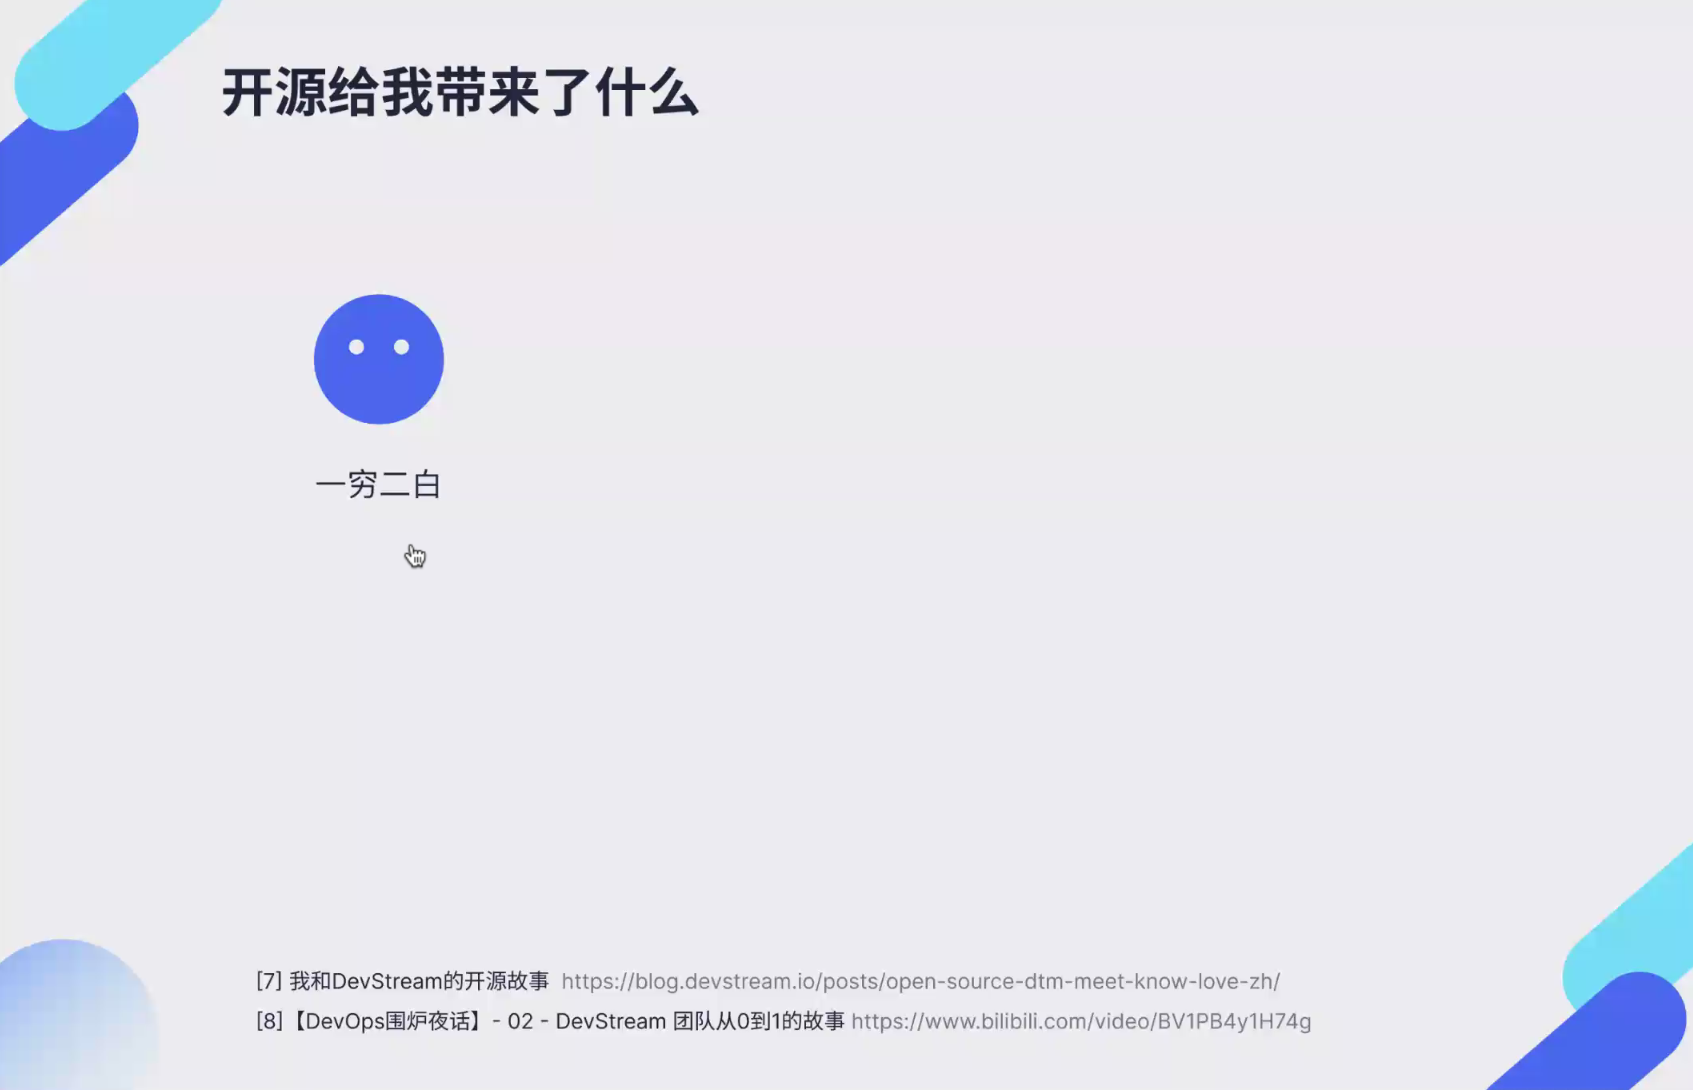 开源给我带来了什么
一穷二白
[7] 我和DevStream的开源故事 https://blog.devstream.io/posts/open-source-dtm-meet-know-love-zh/
[8]【DevOps围炉夜话】- 02 - DevStream 团队从0到1的故事 https://www.bilibili.com/video/BV1PB4y1H74g